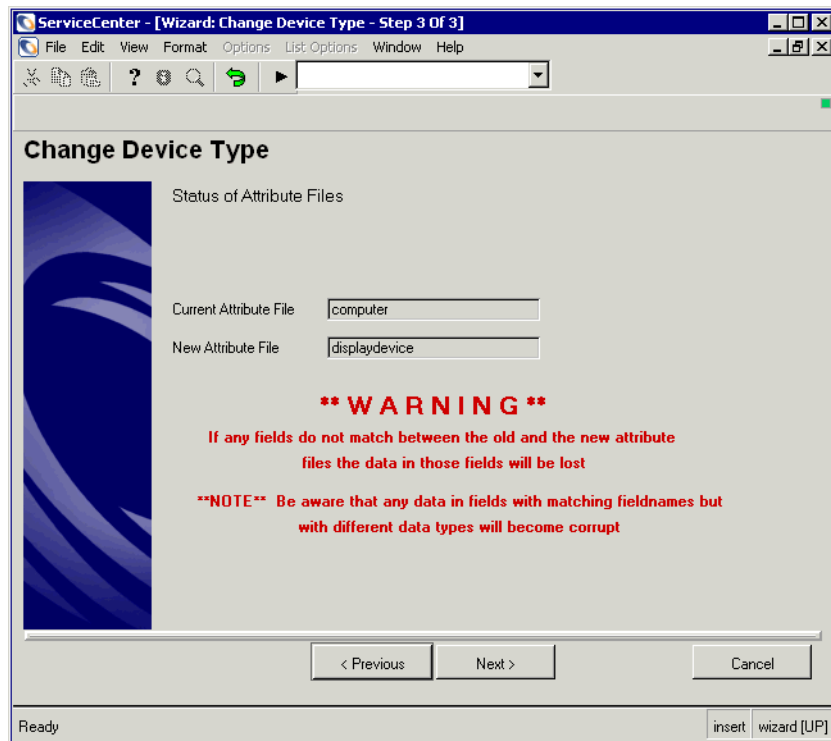 ServiceCenter - [Wizard: Change Device Type - Step 3 Of 3]
File Edit View Format Options List Options Window Help
Change Device Type
Status of Attribute Files
Current Attribute File computer
New Attribute File displaydevice
** W A R N I N G **
If any fields do not match between the old and the new attribute
files the data in those fields will be lost
**NOTE** Be aware that any data in fields with matching fieldnames but
with different data types will become corrupt
< Previous Next > Cancel
Ready insert wizard [UP]